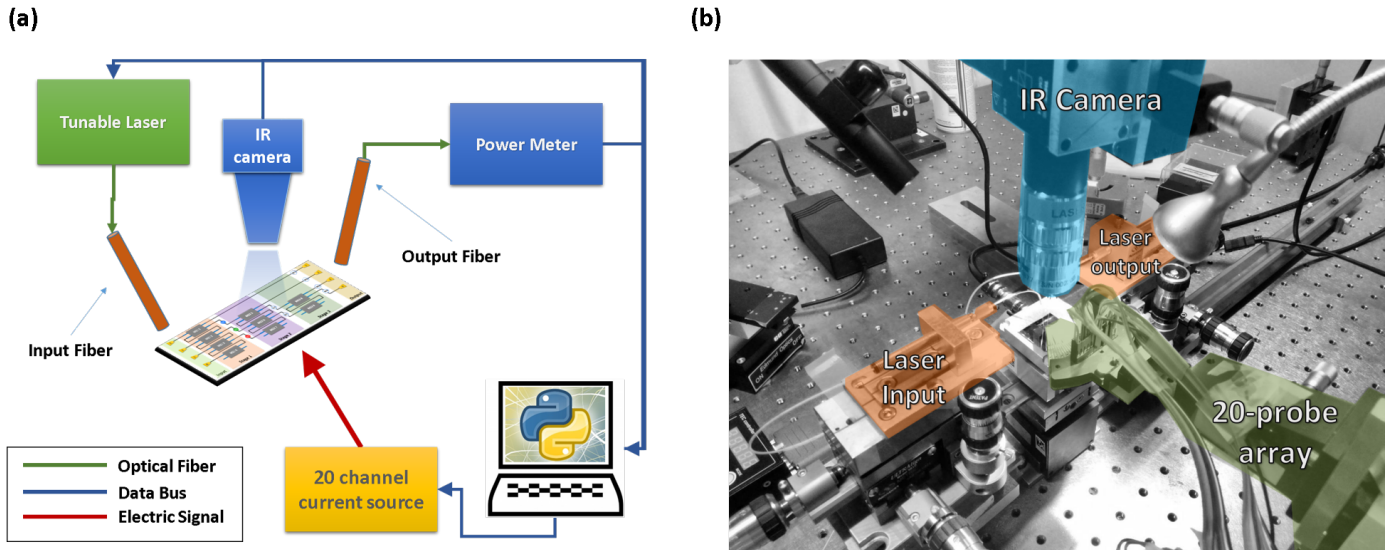 (a)
Tunable Laser
IR
camera
Power Meter
Output Fiber
Input Fiber
20 channel
current source
Optical Fiber
Data Bus
Electric Signal
(b)
IR Camera
Laser
output
Laser
Input
20-probe
array